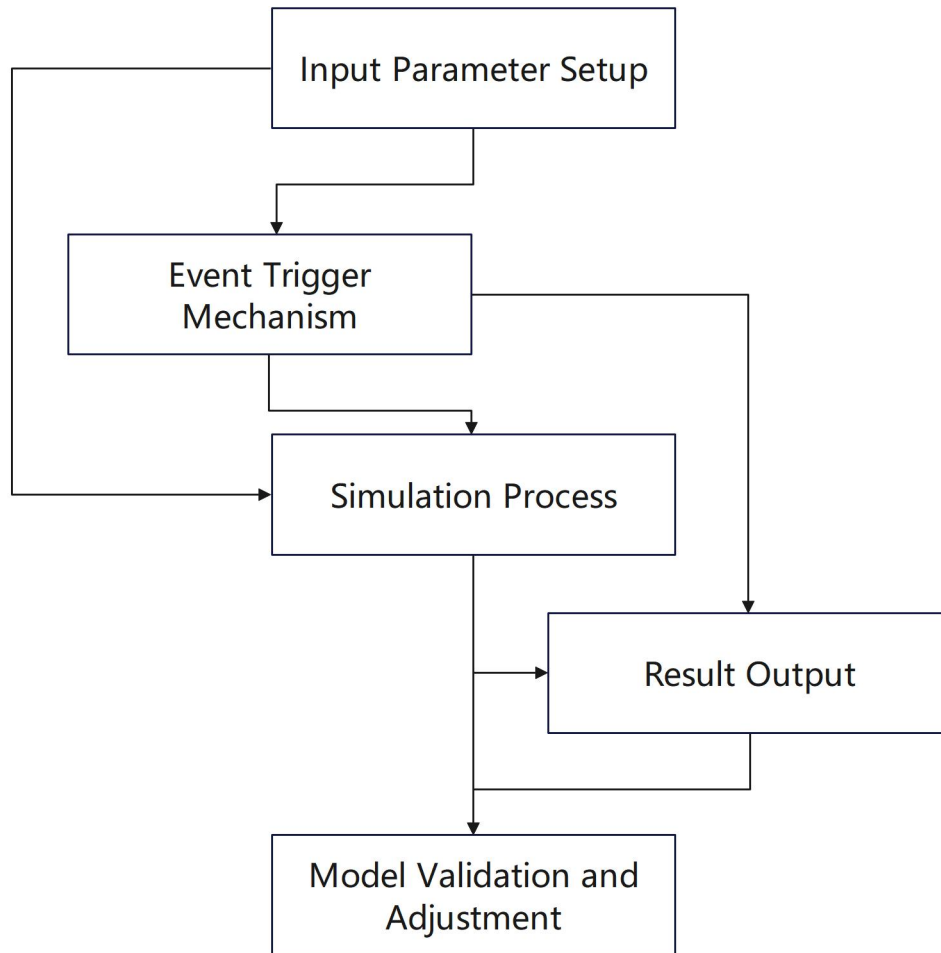 Input Parameter Setup
Event Trigger
Mechanism
Simulation Process
Result Output
Model Validation and
Adjustment